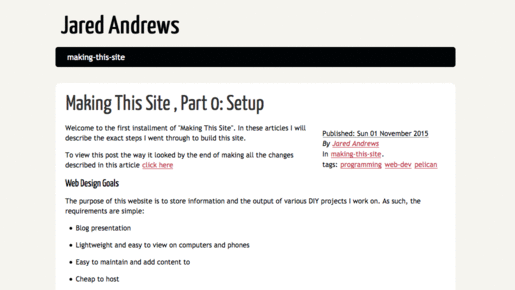 Jared Andrews
making-this-site
Making This Site , Part 0: Setup
Welcome to the first installment of "Making This Site". In these articles I will
describe the exact steps I went through to build this site.
To view this post the way it looked by the end of making all the changes
described in this article click here
Published: Sun 01 November 2015
By Jared Andrews
In making-this-site.
tags: programming web-dev pelican
Web Design Goals
The purpose of this website is to store information and the output of various DIY projects I work on. As such, the
requirements are simple:
• Blog presentation
• Lightweight and easy to view on computers and phones
• Easy to maintain and add content to
• Cheap to host